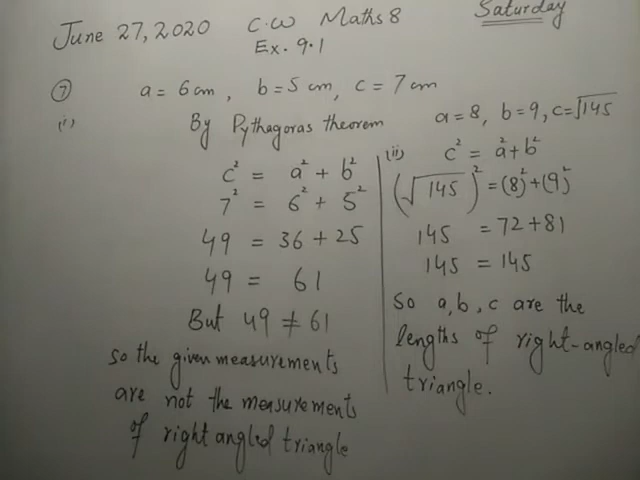 June 27, 2020 C.W Maths 8 Saturday
Ex. 9.1
⑦ a = 6 cm, b = 5 cm, c = 7 cm
(i) By Pythagoras theorem
c² = a² + b²
7² = 6² + 5²
49 = 36 + 25
49 = 61
But 49 ≠ 61
so the given measurements
are not the measurements
of right angled triangle
a = 8, b = 9, c = √145
(ii) c² = a² + b²
(√145)² = (8)² + (9)²
145 = 72 + 81
145 = 145
So a, b, c are the
lengths of right-angled
triangle.